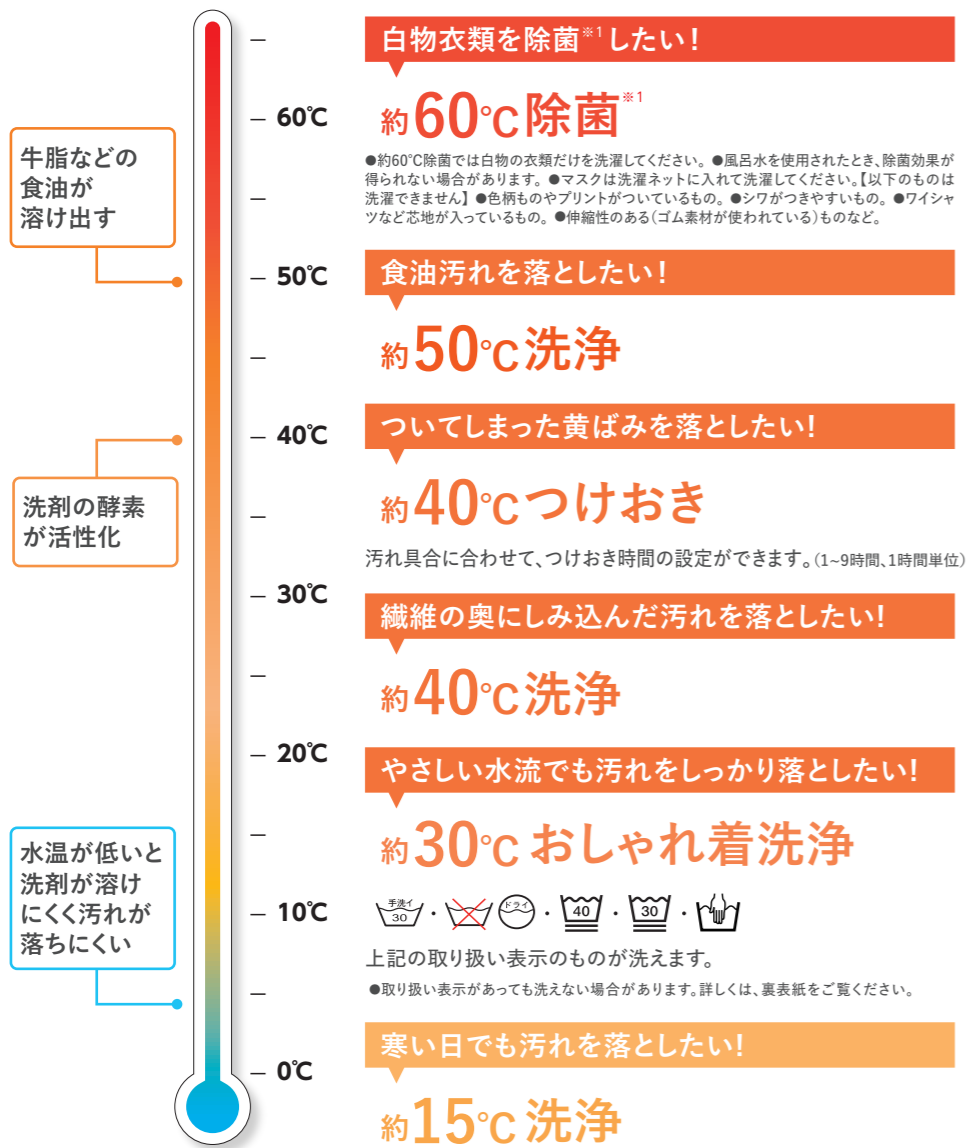 白物衣類を除菌※1したい!
約60℃除菌※1
●約60℃除菌では白物の衣類だけを洗濯してください。●風呂水を使用されたとき、除菌効果が
得られない場合があります。●マスクは洗濯ネットに入れて洗濯してください。【以下のものは
洗濯できません】●色柄ものやプリントがついているもの。●シワがつきやすいもの。●ワイシャ
ツなど芯地が入っているもの。●伸縮性のある(ゴム素材が使われている)ものなど。
食油汚れを落としたい!
約50℃洗浄
ついてしまった黄ばみを落としたい!
約40℃つけおき
汚れ具合に合わせて、つけおき時間の設定ができます。(1~9時間、1時間単位)
繊維の奥にしみ込んだ汚れを落としたい!
約40℃洗浄
やさしい水流でも汚れをしっかり落としたい!
約30℃おしゃれ着洗浄
手洗イ
30
・
・
ドライ
40
・
30
・
上記の取り扱い表示のものが洗えます。
●取り扱い表示があっても洗えない場合があります。詳しくは、裏表紙をご覧ください。
寒い日でも汚れを落としたい!
約15℃洗浄
60℃
50℃
40℃
30℃
20℃
10℃
0℃
牛脂などの
食油が
溶け出す
洗剤の酵素
が活性化
水温が低いと
洗剤が溶け
にくく汚れが
落ちにくい